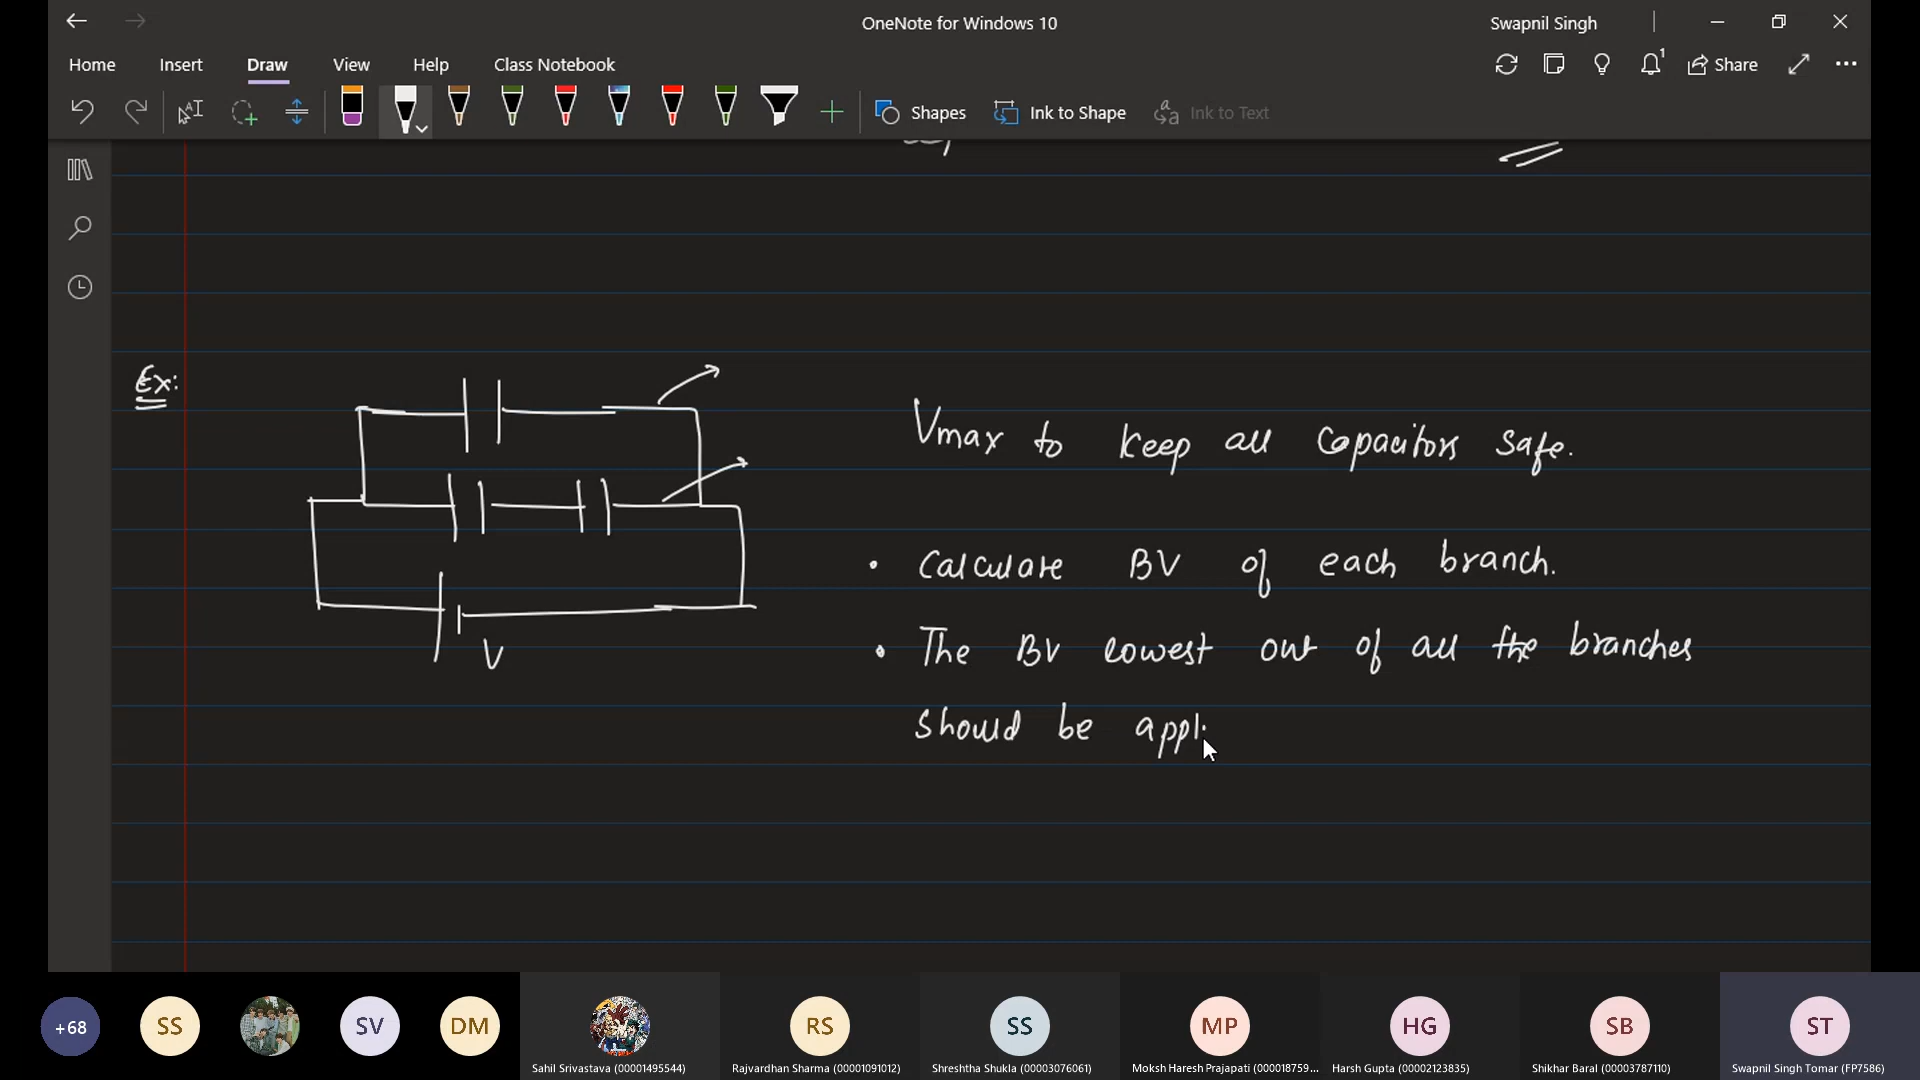 OneNote for Windows 10
Swapnil Singh
Home Insert Draw View Help Class Notebook
1
Share
Shapes
Ink to Shape
Ink to Text
Ex:
Vmax to keep all capacitors safe.
• Calculate BV of each branch.
• The BV lowest out of all the branches
should be appli
V
+68
SS
SV
DM
RS
SS
MP
HG
SB
ST
Sahil Srivastava (00001495544)
Rajvardhan Sharma (00001091012)
Shreshtha Shukla (00003076061)
Moksh Haresh Prajapati (000018759...
Harsh Gupta (00002123835)
Shikhar Baral (00003787110)
Swapnil Singh Tomar (FP7586)